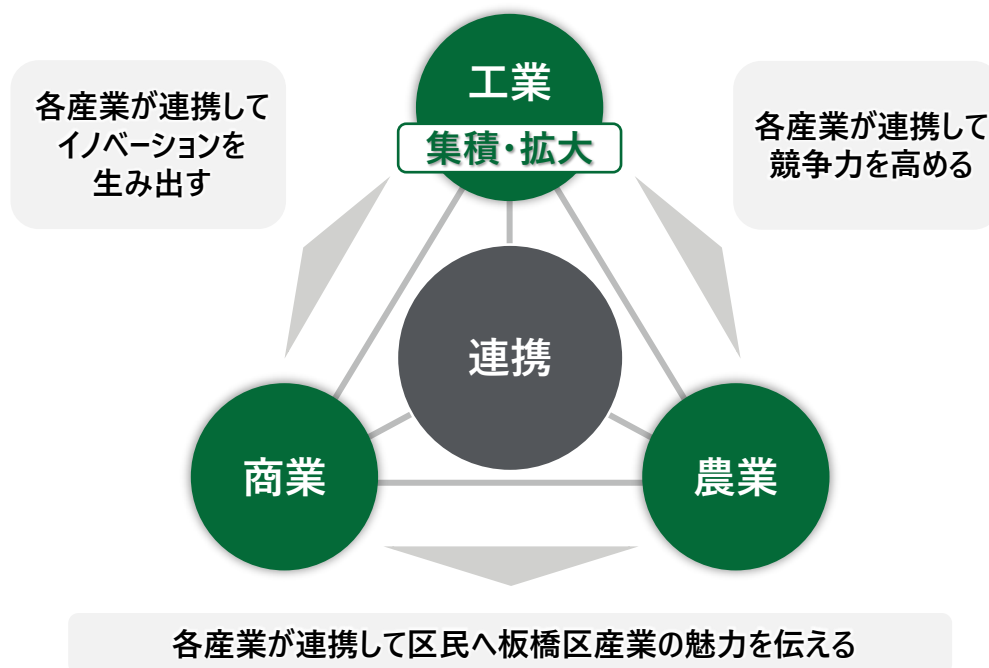 工業
集積・拡大
各産業が連携して
イノベーションを
生み出す
各産業が連携して
競争力を高める
連携
商業
農業
各産業が連携して区民へ板橋区産業の魅力を伝える